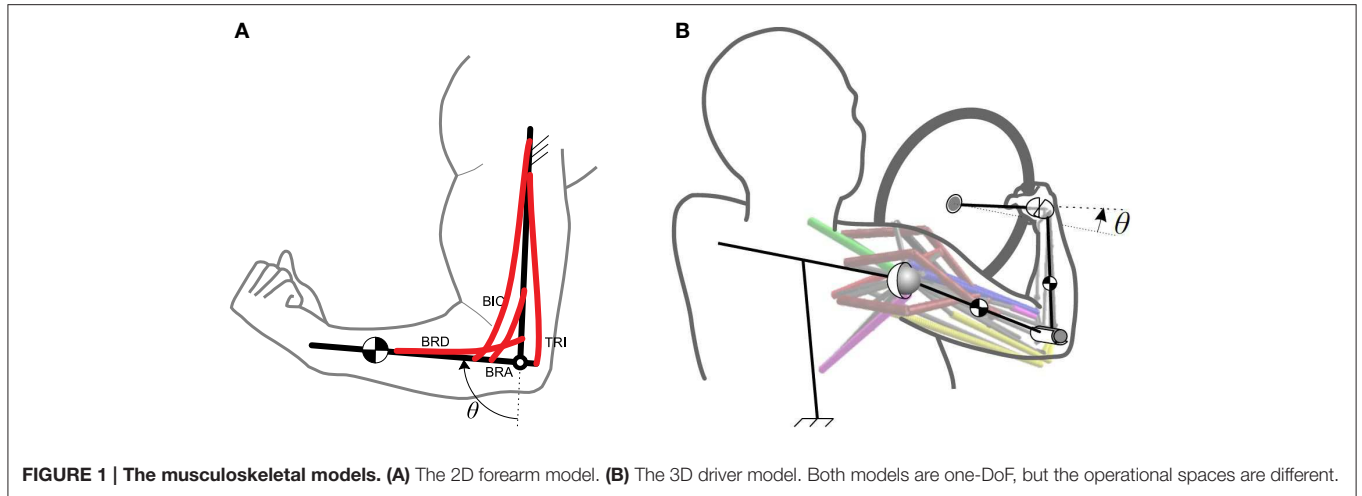 A
B
BIC
BRD
TRI
BRA
θ
θ
FIGURE 1 | The musculoskeletal models. (A) The 2D forearm model. (B) The 3D driver model. Both models are one-DoF, but the operational spaces are different.